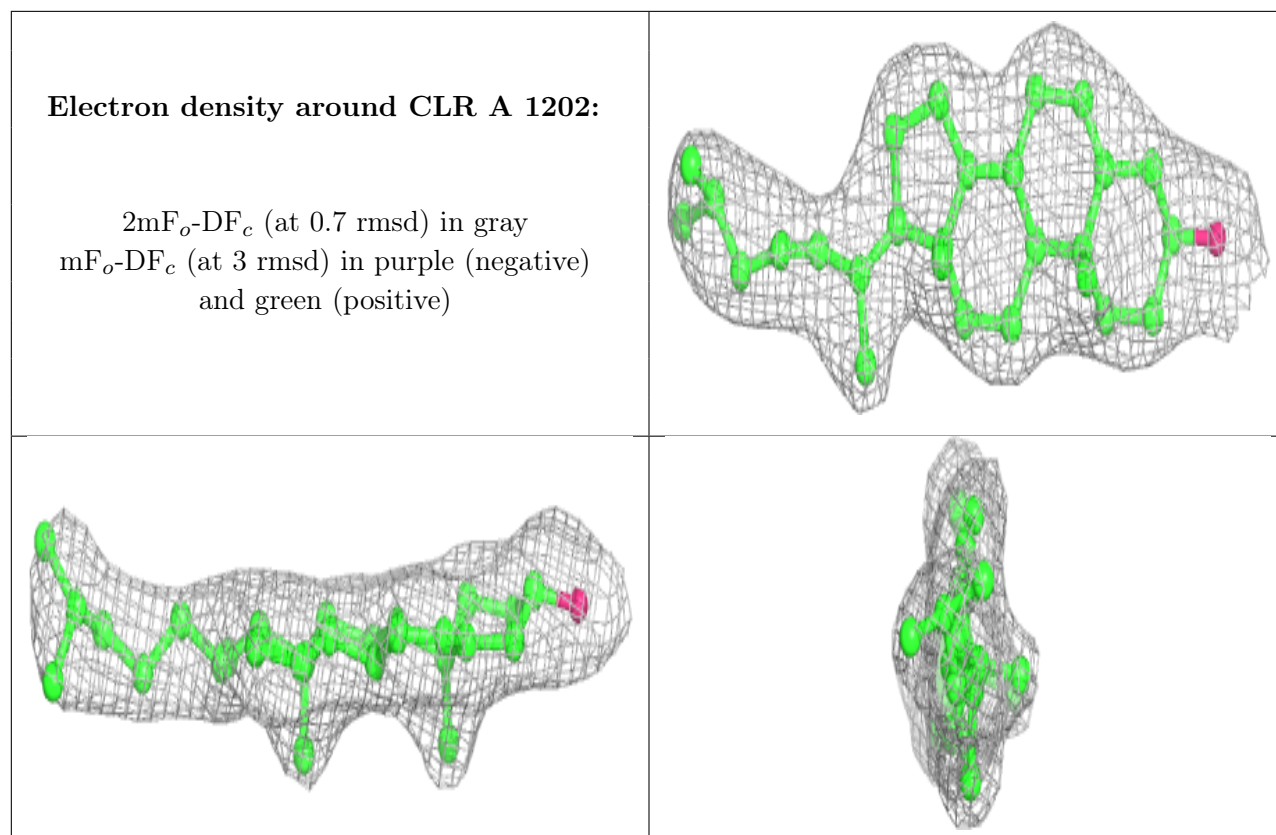 Electron density around CLR A 1202:
2mFₒ-DF𝒸 (at 0.7 rmsd) in gray
mFₒ-DF𝒸 (at 3 rmsd) in purple (negative)
and green (positive)